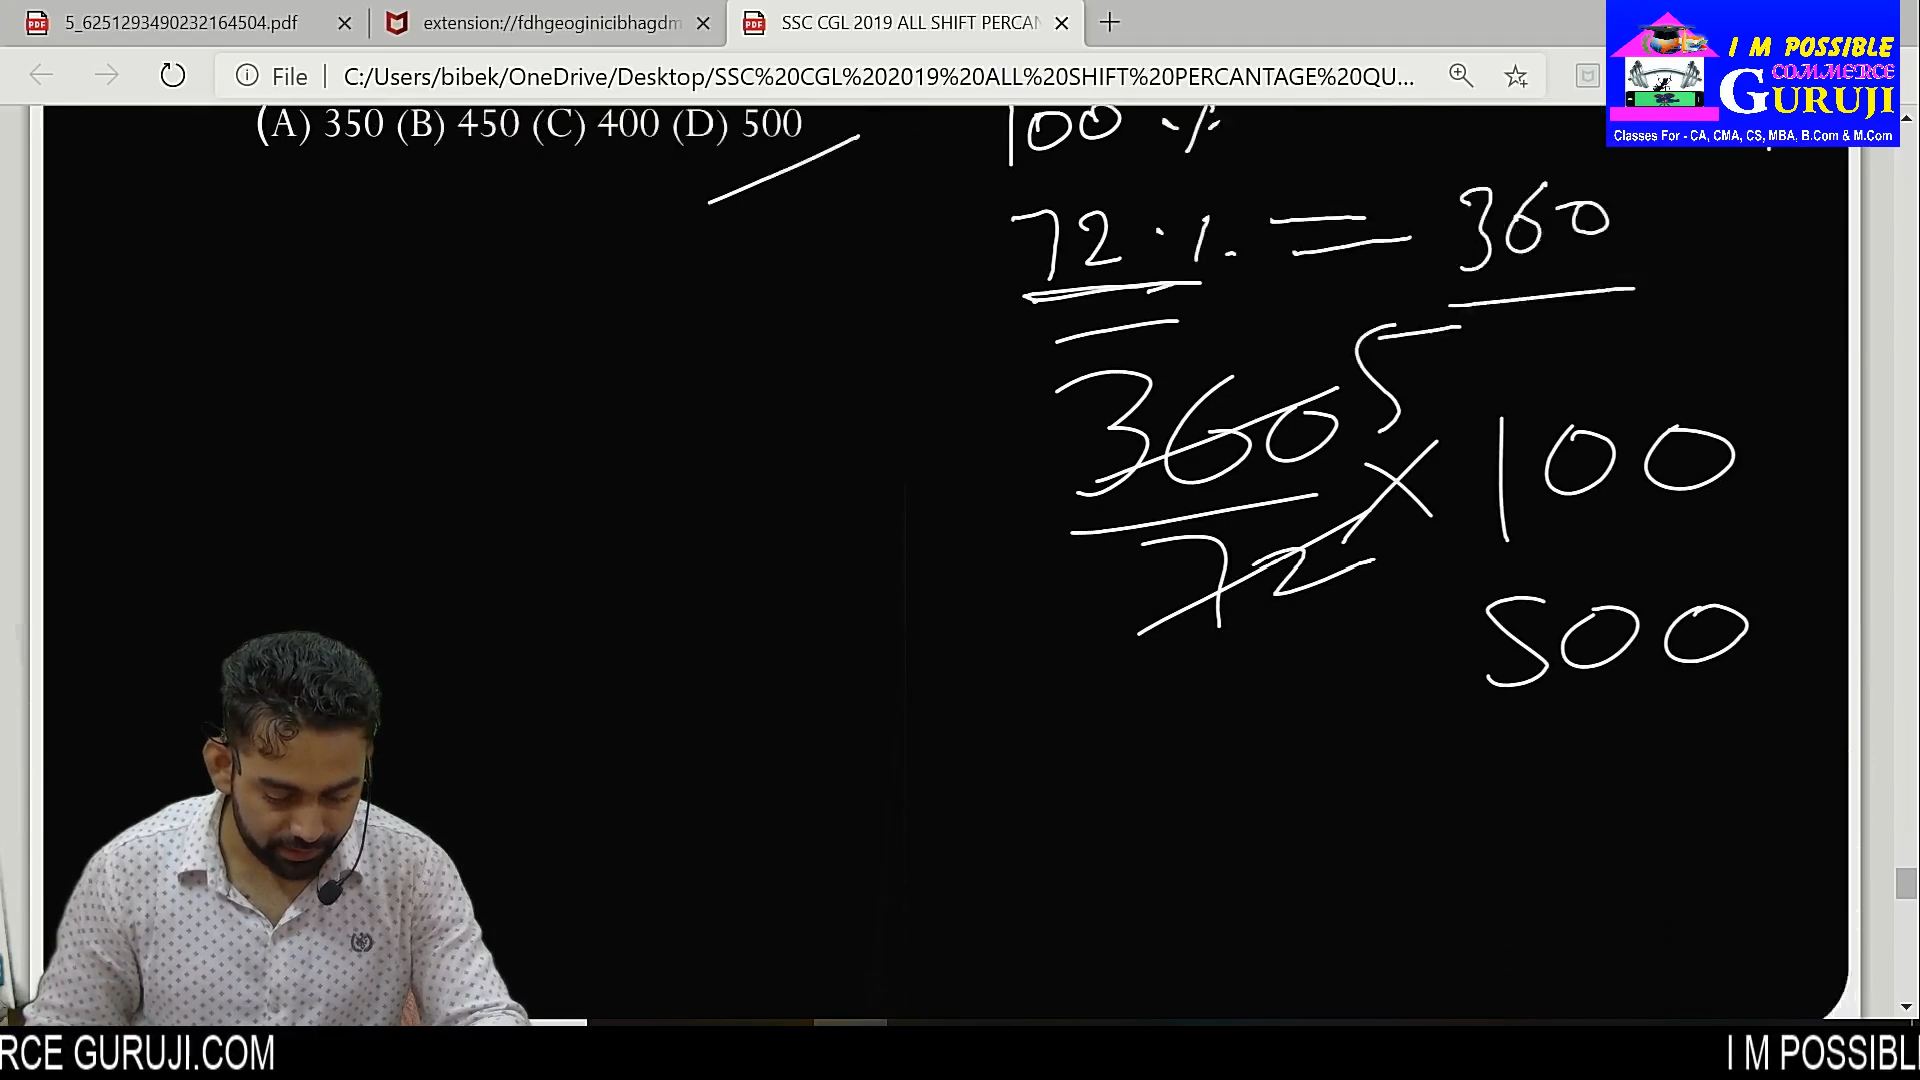 5_6251293490232164504.pdf
extension://fdhgeoginicibhagdm
SSC CGL 2019 ALL SHIFT PERCAN
File
C:/Users/bibek/OneDrive/Desktop/SSC%20CGL%202019%20ALL%20SHIFT%20PERCANTAGE%20QU...
I M POSSIBLE
COMMERCE
GURUJI
Classes For - CA, CMA, CS, MBA, B.Com & M.Com
(A) 350 (B) 450 (C) 400 (D) 500
100 %
72 % = 360
360 5
72 × 100
500
RCE GURUJI.COM
I M POSSIBL